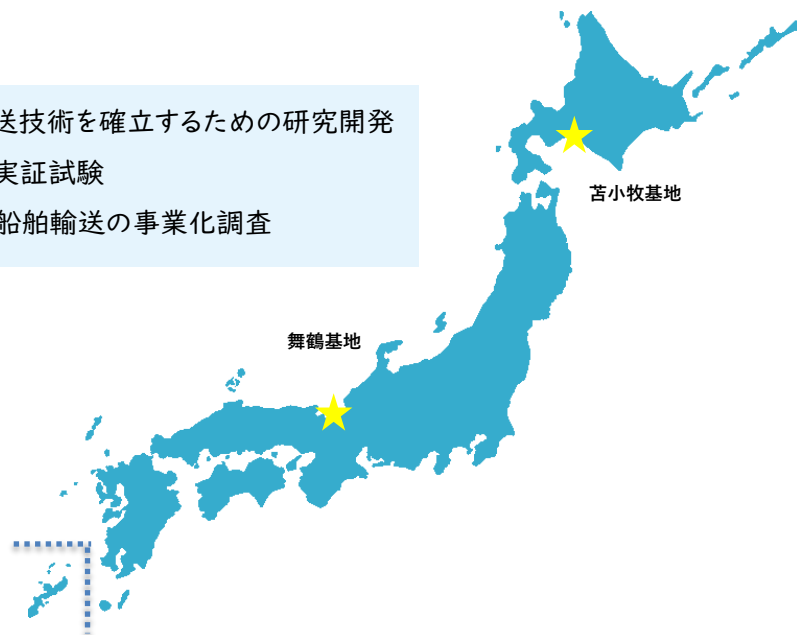 送技術を確立するための研究開発
実証試験
船舶輸送の事業化調査
苫小牧基地
舞鶴基地